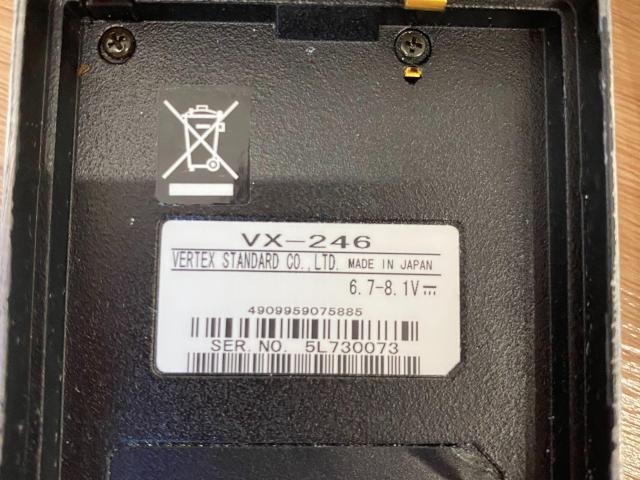 VX-246
VERTEX STANDARD CO.,LTD. MADE IN JAPAN
6.7-8.1V⎓
4909959075885
SER. NO. 5L730073